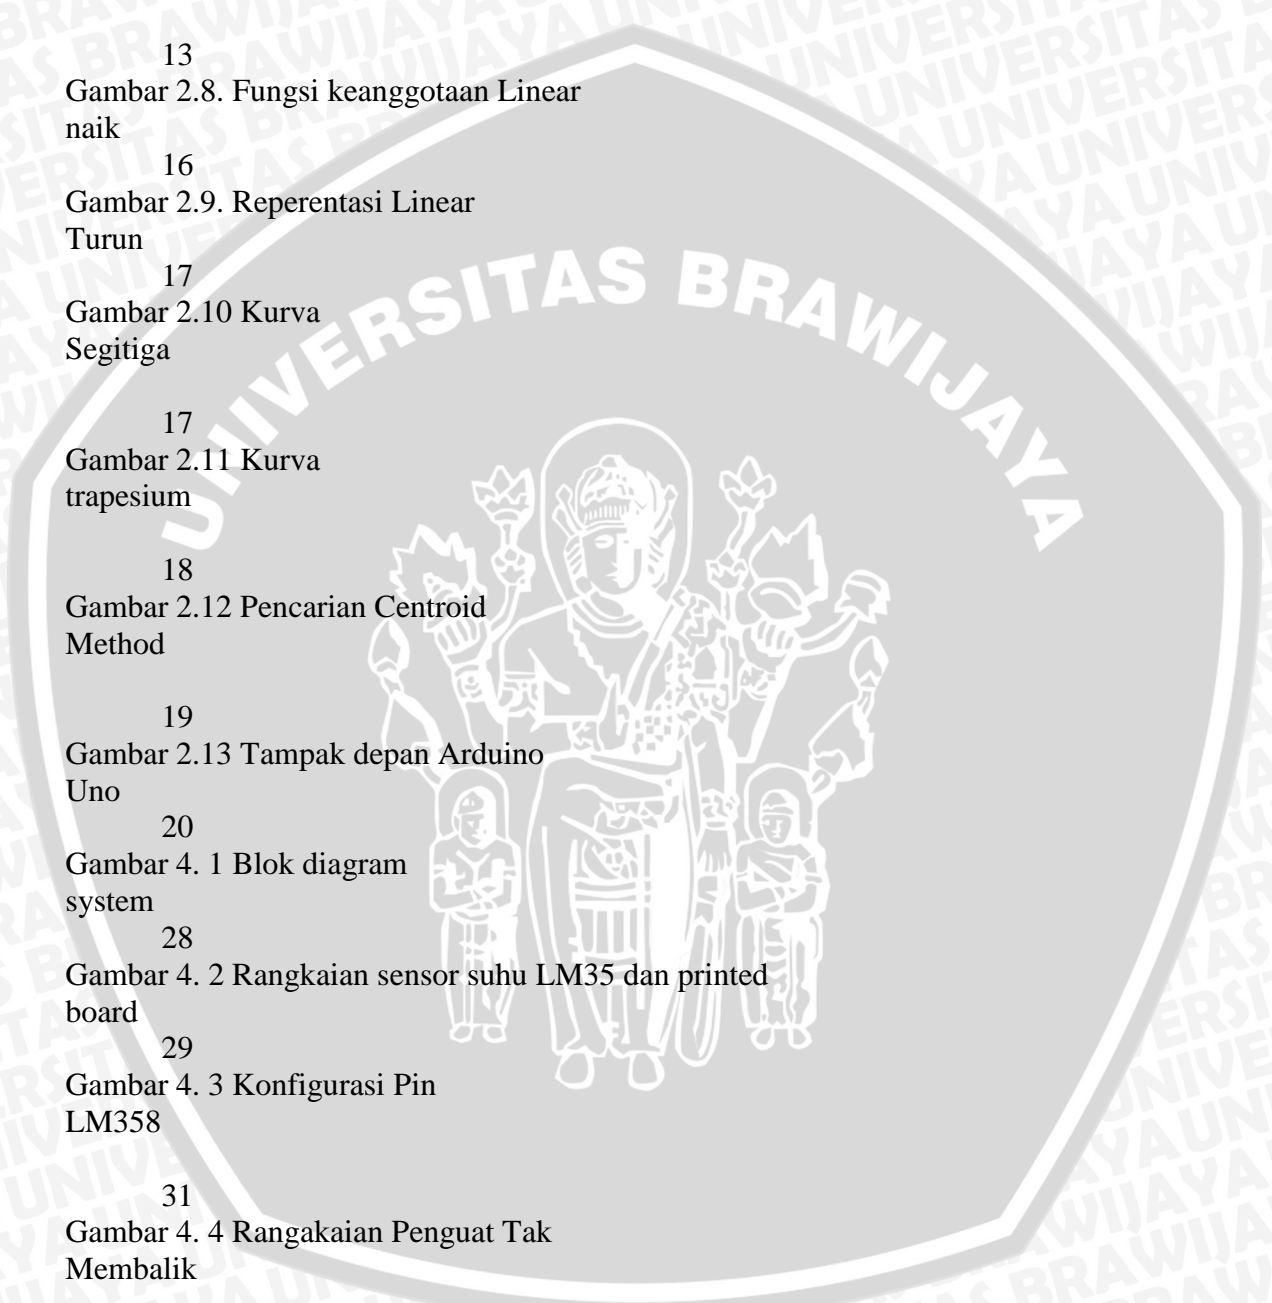 13
Gambar 2.8. Fungsi keanggotaan Linear
naik
16
Gambar 2.9. Reperentasi Linear
Turun
17
Gambar 2.10 Kurva
Segitiga
17
Gambar 2.11 Kurva
trapesium
18
Gambar 2.12 Pencarian Centroid
Method
19
Gambar 2.13 Tampak depan Arduino
Uno
20
Gambar 4. 1 Blok diagram
system
28
Gambar 4. 2 Rangkaian sensor suhu LM35 dan printed
board
29
Gambar 4. 3 Konfigurasi Pin
LM358
31
Gambar 4. 4 Rangakaian Penguat Tak
Membalik
UNIVERSITAS BRAWIJAYA